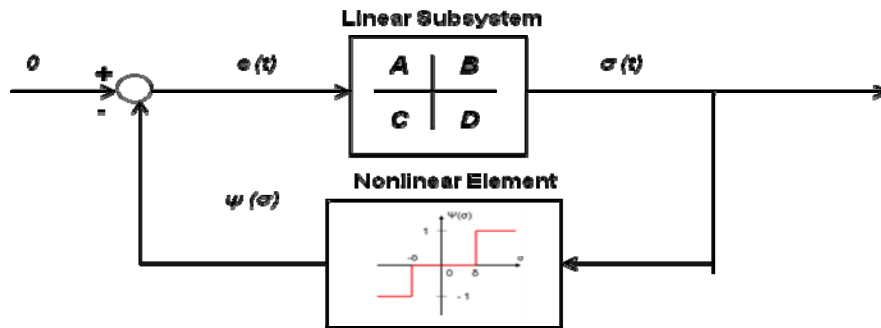 Linear Subsystem
0
+
-
e (t)
A B
C D
σ (t)
Nonlinear Element
ψ (σ)
Ψ(σ)
1
-δ
0
δ
σ
- 1